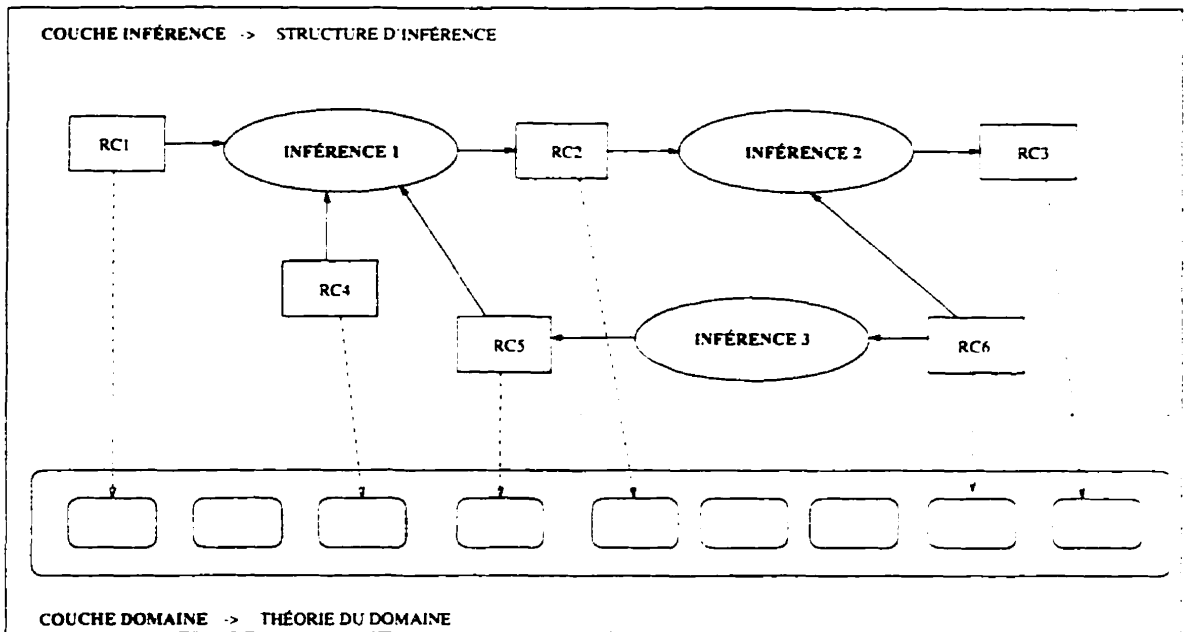 COUCHE INFÉRENCE -> STRUCTURE D'INFÉRENCE
RC1
INFÉRENCE 1
RC2
INFÉRENCE 2
RC3
RC4
RC5
INFÉRENCE 3
RC6
COUCHE DOMAINE -> THÉORIE DU DOMAINE